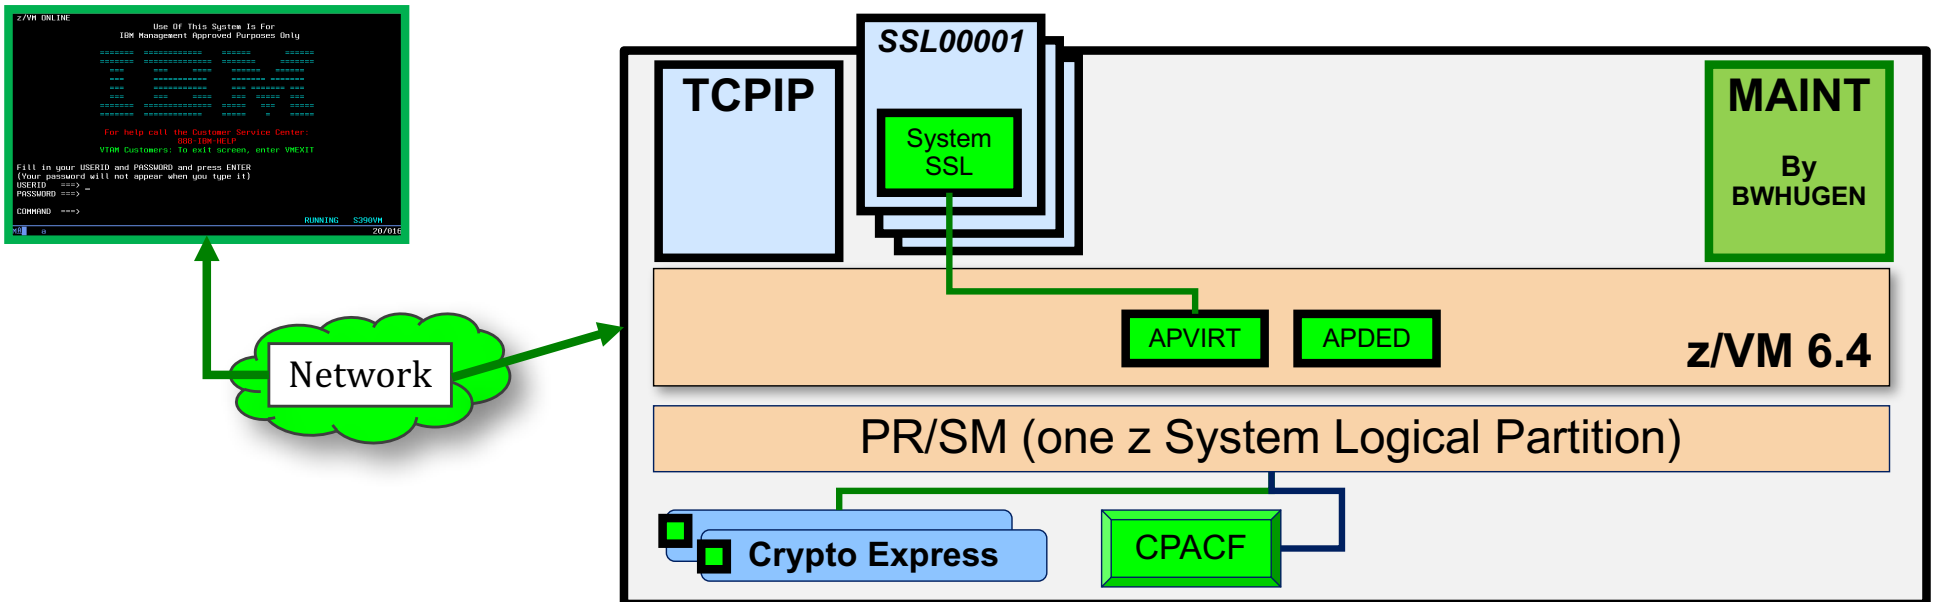 z/VM ONLINE
Use Of This System Is For
IBM Management Approved Purposes Only
For help call the Customer Service Center:
888-IBM-HELP
VTAM Customers: To exit screen, enter VMEXIT
Fill in your USERID and PASSWORD and press ENTER
(Your password will not appear when you type it)
USERID ===>
PASSWORD ===>
COMMAND ===>
RUNNING S390VM
a
20/016
Network
TCPIP
SSL00001
System
SSL
MAINT
By
BWHUGEN
APVIRT
APDED
z/VM 6.4
PR/SM (one z System Logical Partition)
Crypto Express
CPACF